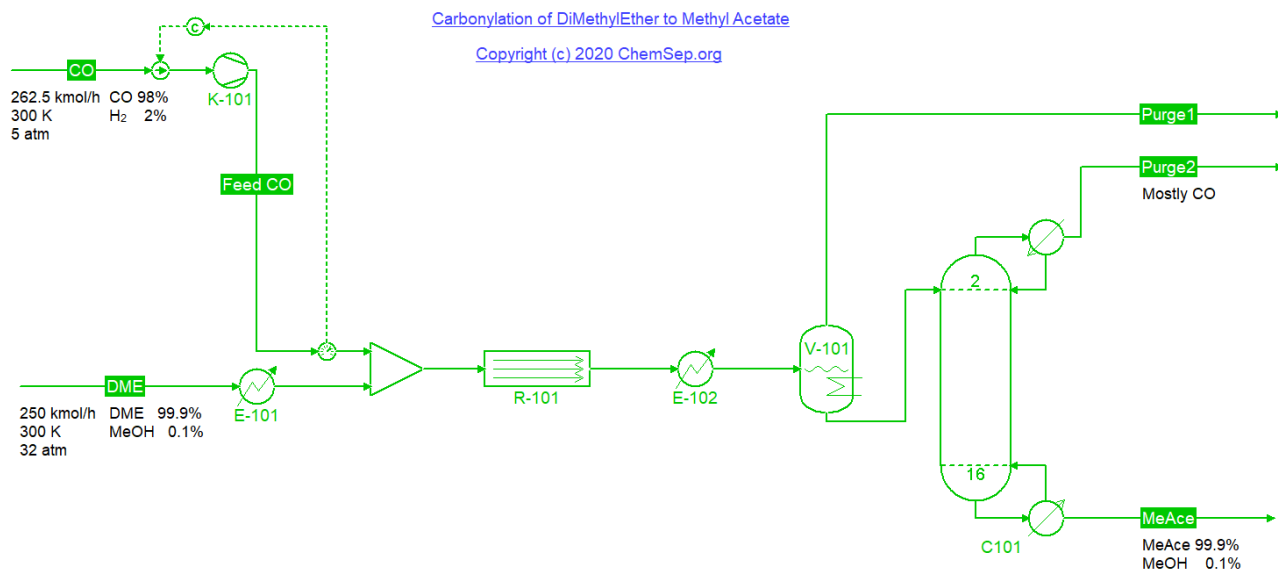 Carbonylation of DiMethylEther to Methyl Acetate
Copyright (c) 2020 ChemSep.org
c
CO
K-101
262.5 kmol/h CO 98%
300 K H₂ 2%
5 atm
Purge1
Purge2
Mostly CO
Feed CO
2
V-101
DME
E-101
R-101
E-102
250 kmol/h DME 99.9%
300 K MeOH 0.1%
32 atm
16
C101
MeAce
MeAce 99.9%
MeOH 0.1%